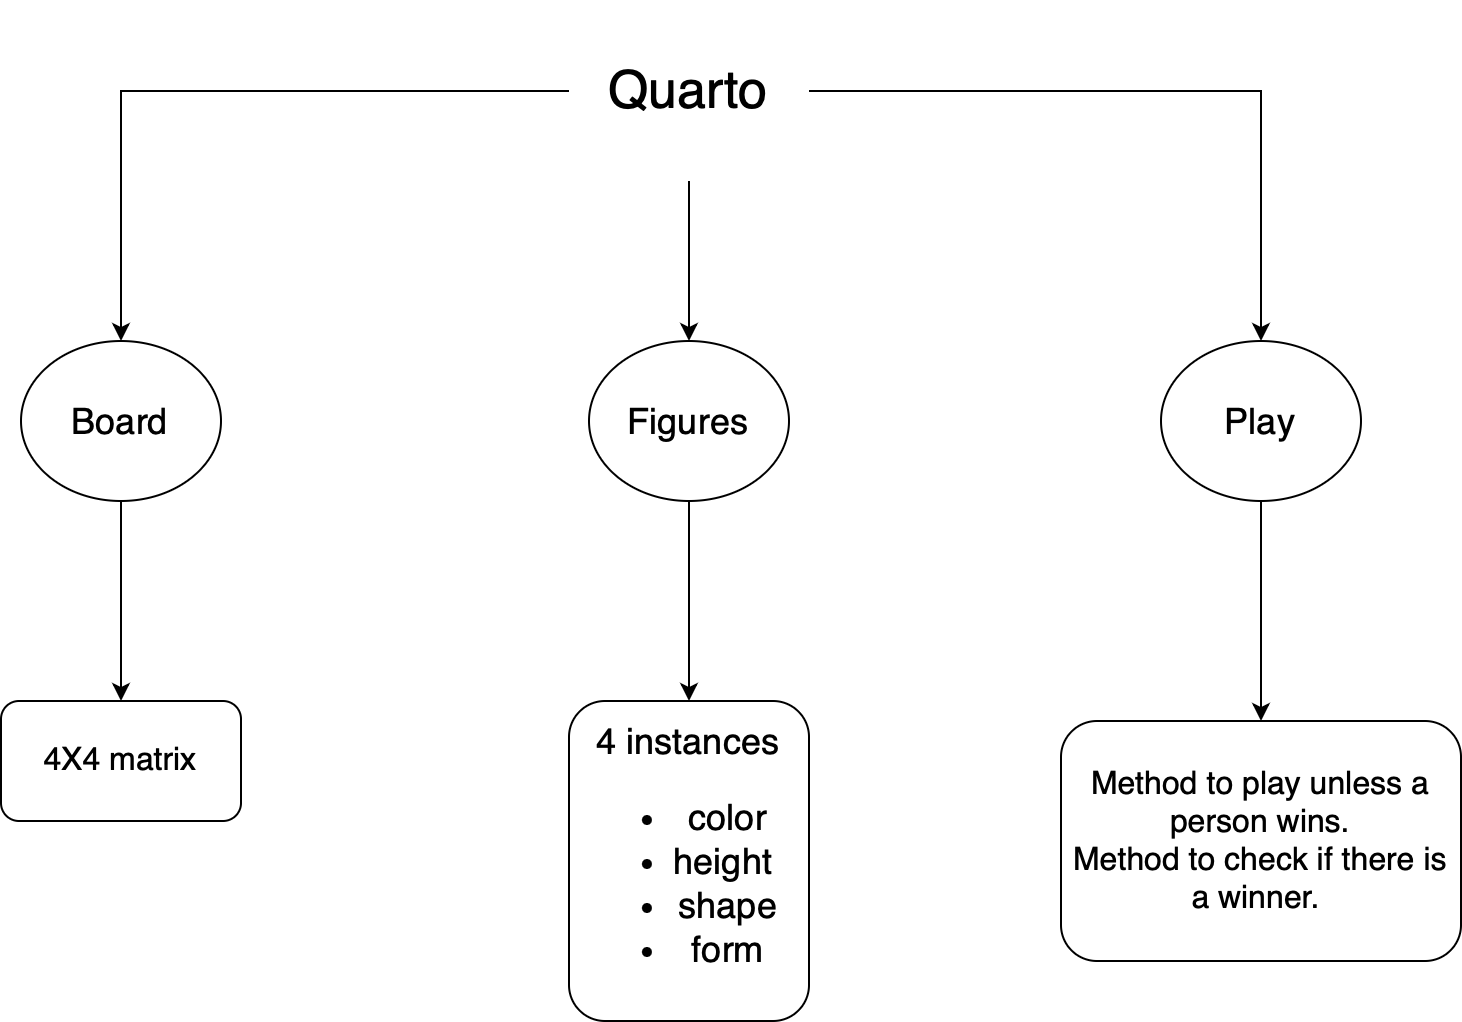 Quarto
Board
Figures
Play
4X4 matrix
4 instances
• color
• height
• shape
• form
Method to play unless a
person wins.
Method to check if there is
a winner.